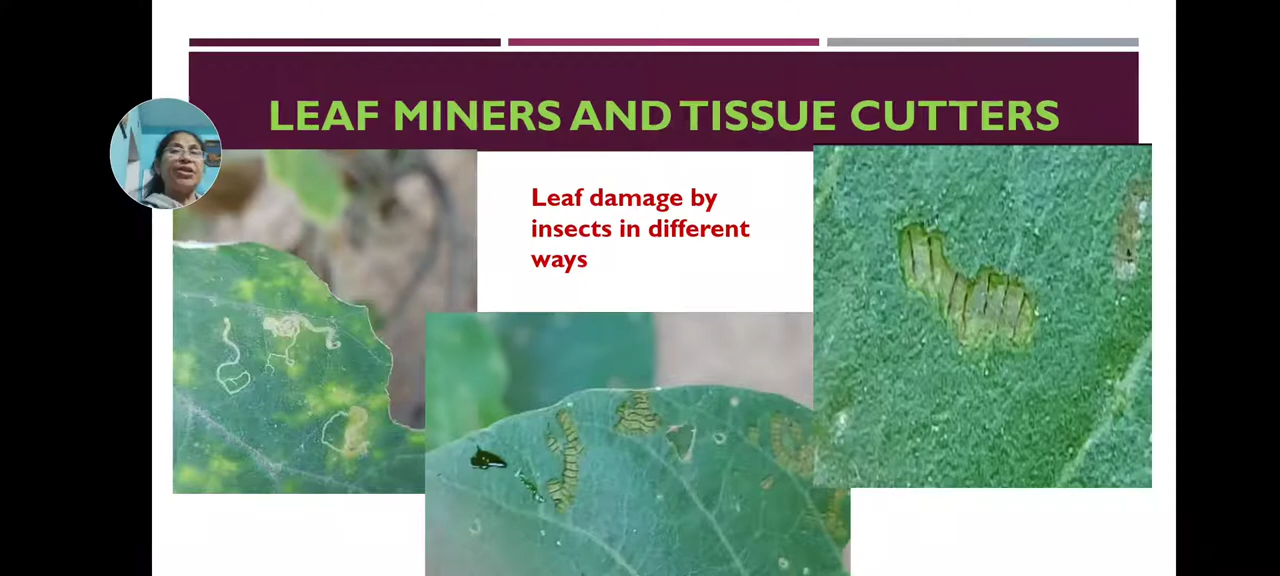 LEAF MINERS AND TISSUE CUTTERS
Leaf damage by
insects in different
ways